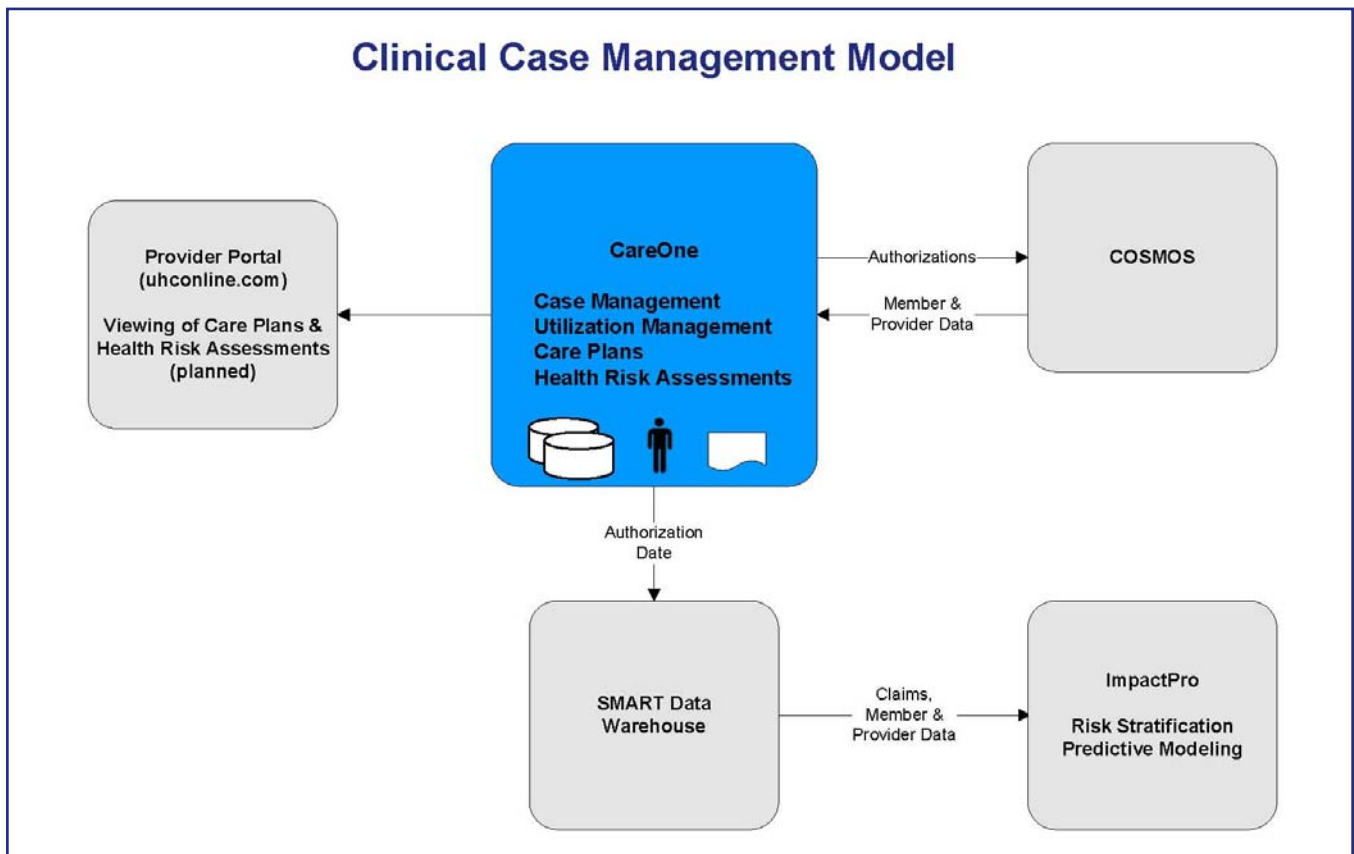 Clinical Case Management Model
Provider Portal
(uhconline.com)
Viewing of Care Plans &
Health Risk Assessments
(planned)
CareOne
Case Management
Utilization Management
Care Plans
Health Risk Assessments
Authorizations
Member &
Provider Data
COSMOS
Authorization
Date
SMART Data
Warehouse
Claims,
Member &
Provider Data
ImpactPro
Risk Stratification
Predictive Modeling